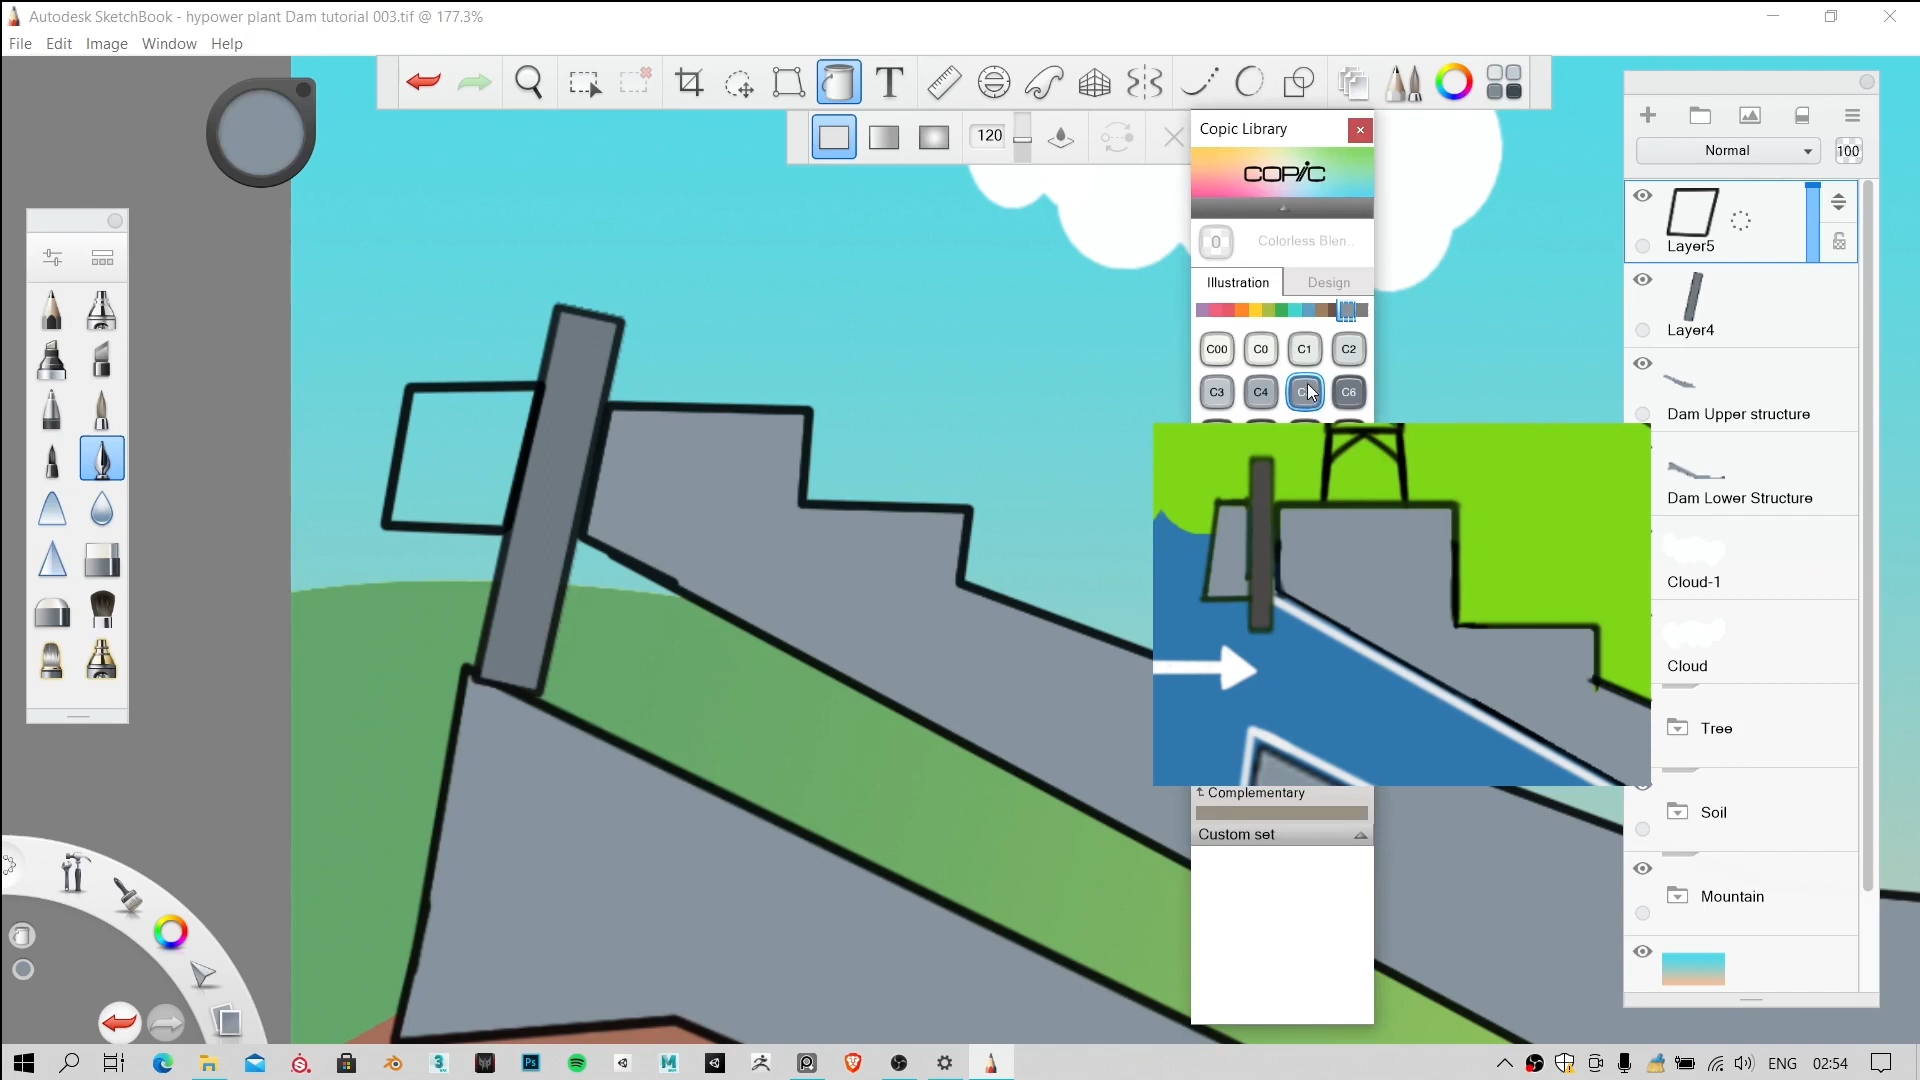 Autodesk SketchBook - hypower plant Dam tutorial 003.tif @ 177.3%
File Edit Image Window Help
T
120
Copic Library
COPIC
0 Colorless Blen..
Illustration Design
C00 C0 C1 C2
C3 C4 C6
Complementary
Custom set
Normal 100
Layer5
Layer4
Dam Upper structure
Dam Lower Structure
Cloud-1
Cloud
Tree
Soil
Mountain
3
Ps
M
ENG 02:54